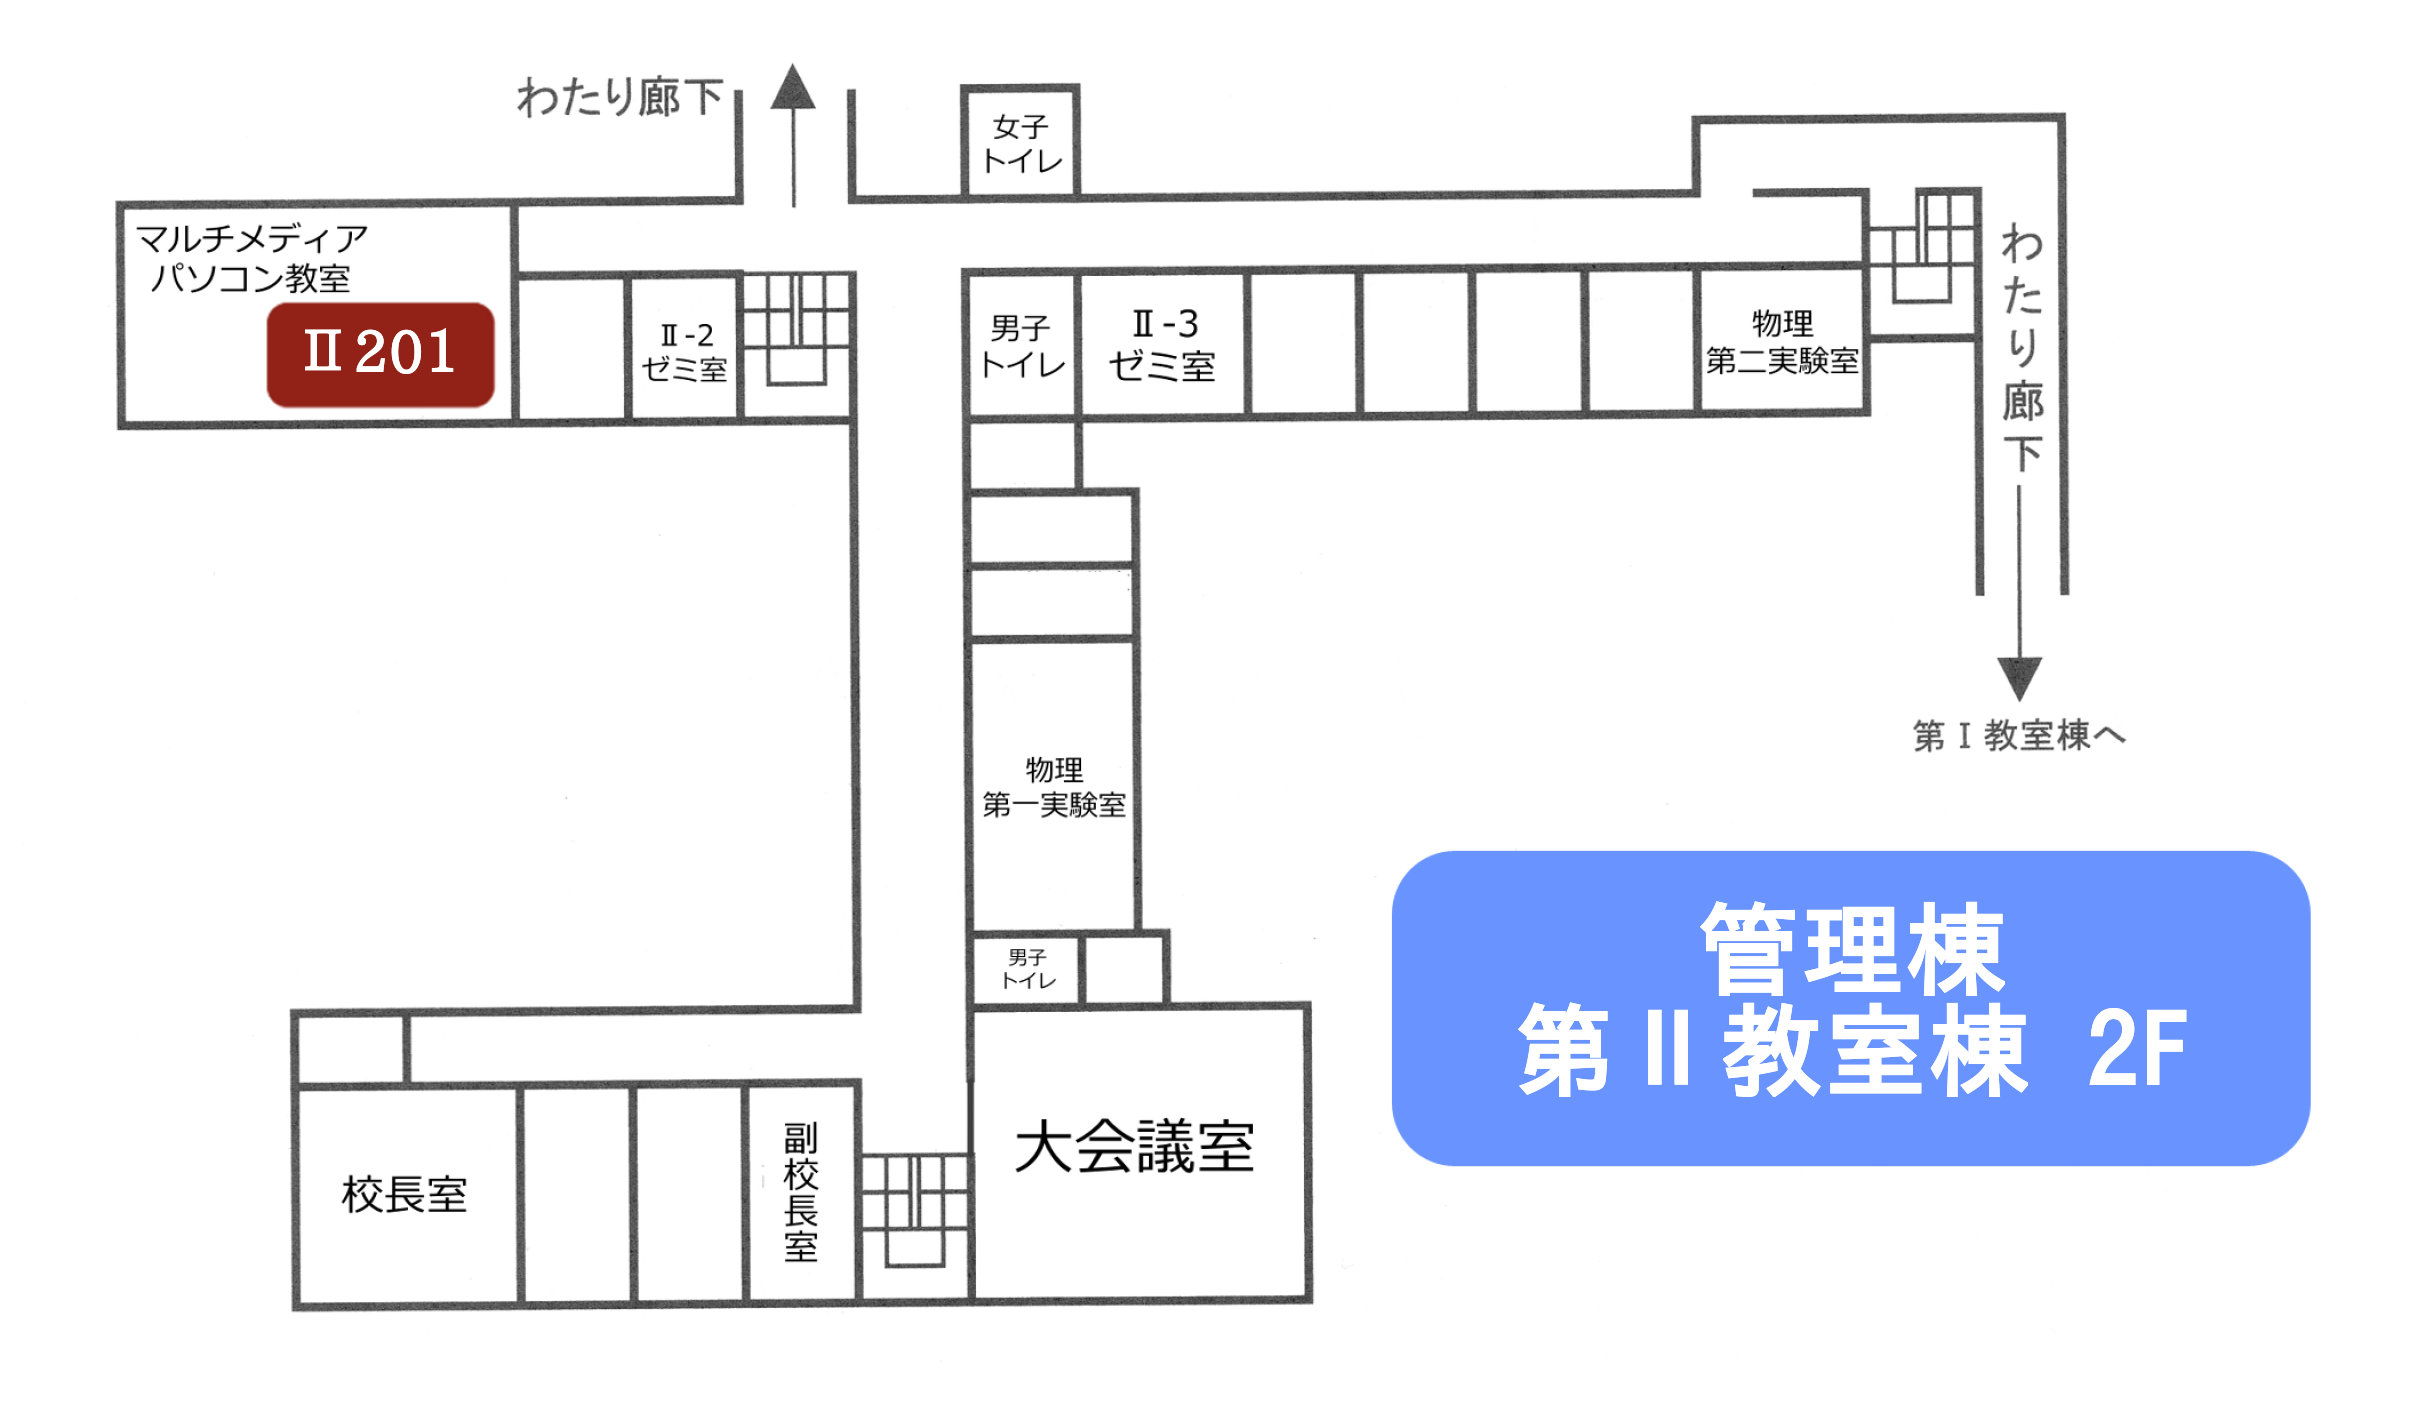 わたり廊下
女子
トイレ
マルチメディア
パソコン教室
Ⅱ201
Ⅱ-2
ゼミ室
男子
トイレ
Ⅱ-3
ゼミ室
物理
第二実験室
わたり廊下
第Ⅰ教室棟へ
物理
第一実験室
男子
トイレ
大会議室
校長室
副校長室
管理棟
第Ⅱ教室棟 2F